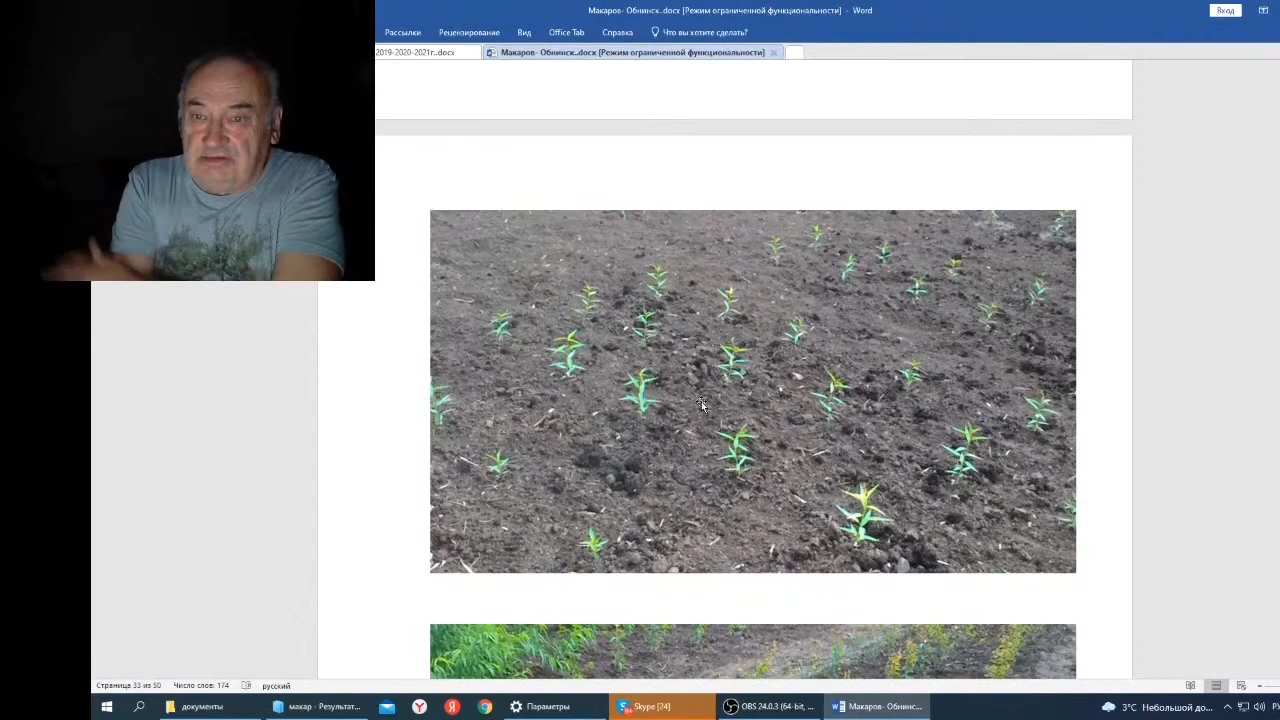 Макаров- Обнинск..docx [Режим ограниченной функциональности] - Word
Вход
Рассылки Рецензирование Вид Office Tab Справка Что вы хотите сделать?
2019-2020-2021г..docx Макаров- Обнинск..docx [Режим ограниченной функциональности]
Страница 33 из 50 Число слов: 174 русский
документы макар - Результат... Параметры Skype [24] OBS 24.0.3 (64-bit, ... Макаров- Обнинс... 3°C Небольшой до...